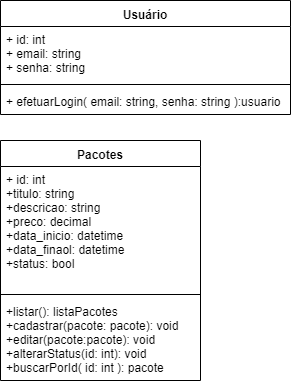 Usuário
+ id: int
+ email: string
+ senha: string
+ efetuarLogin( email: string, senha: string ):usuario
Pacotes
+ id: int
+titulo: string
+descricao: string
+preco: decimal
+data_inicio: datetime
+data_finaol: datetime
+status: bool
+listar(): listaPacotes
+cadastrar(pacote: pacote): void
+editar(pacote:pacote): void
+alterarStatus(id: int): void
+buscarPorId( id: int ): pacote